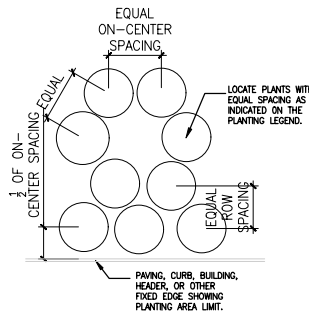 EQUAL
ON-CENTER
SPACING
EQUAL
LOCATE PLANTS WITH
EQUAL SPACING AS
INDICATED ON THE
PLANTING LEGEND.
1/2 OF ON-
CENTER SPACING
EQUAL
ROW
SPACING
PAVING, CURB, BUILDING,
HEADER, OR OTHER
FIXED EDGE SHOWING
PLANTING AREA LIMIT.